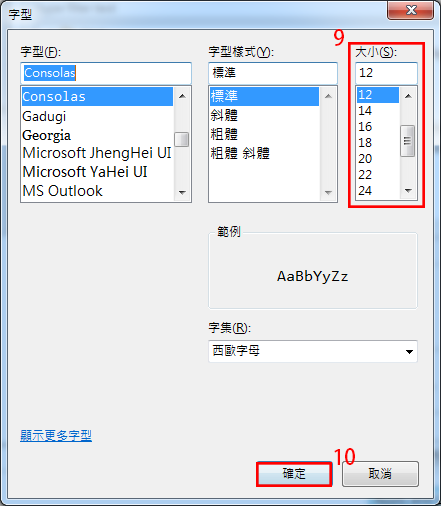 字型
字型(F):
Consolas
Consolas
Gadugi
Georgia
Microsoft JhengHei UI
Microsoft YaHei UI
MS Outlook
字型樣式(Y):
標準
標準
斜體
粗體
粗體 斜體
9
大小(S):
12
12
14
16
18
20
22
24
範例
AaBbYyZz
字集(R):
西歐字母
顯示更多字型
10
確定
取消